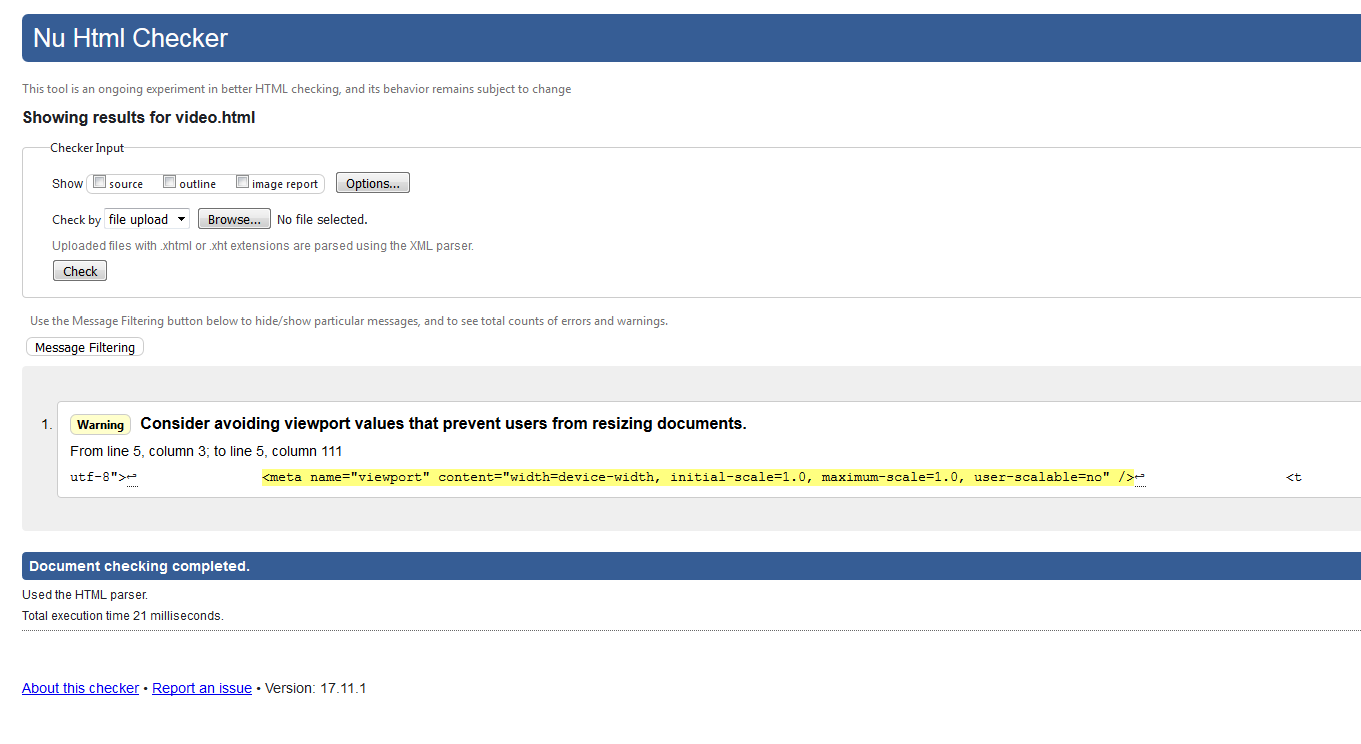 Nu Html Checker
This tool is an ongoing experiment in better HTML checking, and its behavior remains subject to change
Showing results for video.html
Checker Input
Show source outline image report Options...
Check by file upload Browse... No file selected.
Uploaded files with .xhtml or .xht extensions are parsed using the XML parser.
Check
Use the Message Filtering button below to hide/show particular messages, and to see total counts of errors and warnings.
Message Filtering
1. Warning Consider avoiding viewport values that prevent users from resizing documents.
From line 5, column 3; to line 5, column 111
utf-8">↩ <meta name="viewport" content="width=device-width, initial-scale=1.0, maximum-scale=1.0, user-scalable=no" />↩ <t
Document checking completed.
Used the HTML parser.
Total execution time 21 milliseconds.
About this checker • Report an issue • Version: 17.11.1